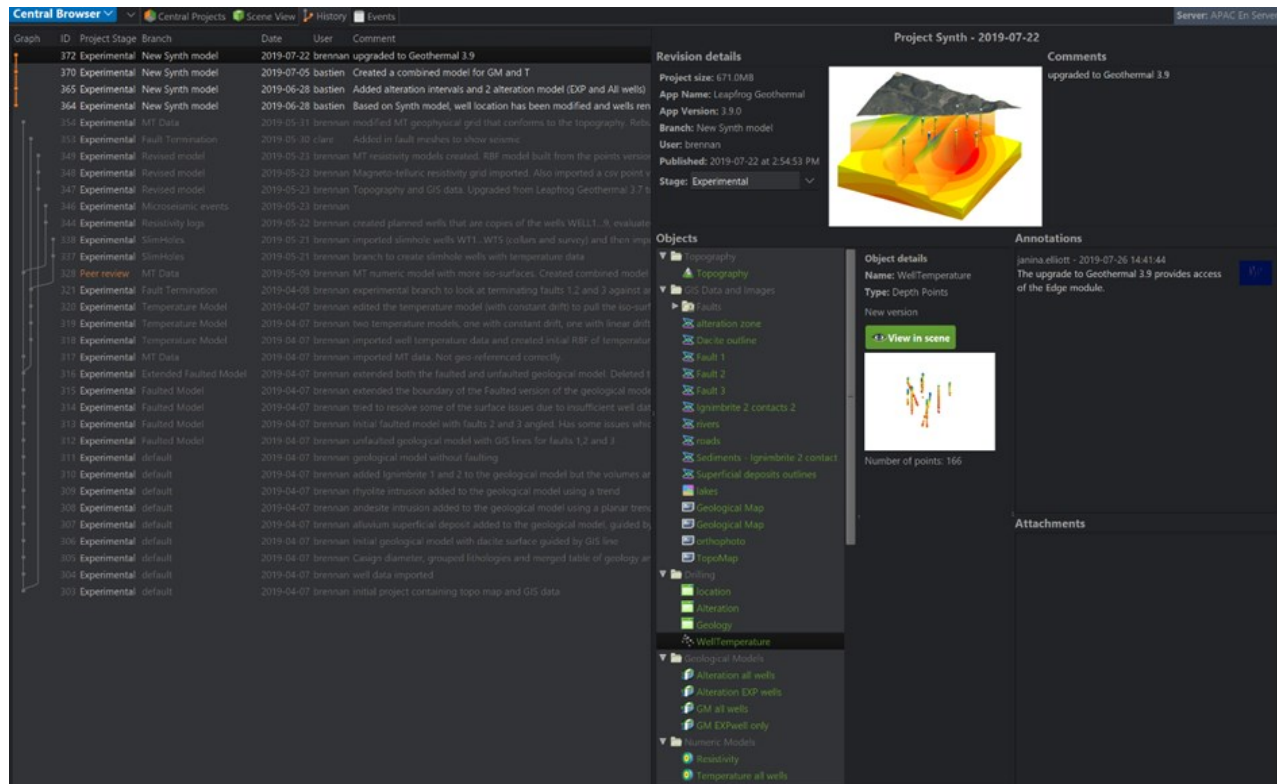 Central Browser Central Projects Scene View History Events Server: APAC En Server
Graph ID Project Stage Branch Date User Comment
372 Experimental New Synth model 2019-07-22 brennan upgraded to Geothermal 3.9
370 Experimental New Synth model 2019-07-05 bastien Created a combined model for GM and T
365 Experimental New Synth model 2019-06-28 bastien Added alteration intervals and 2 alteration model (EXP and All wells)
364 Experimental New Synth model 2019-06-28 bastien Based on Synth model, well location has been modified and wells ren
354 Experimental MT Data 2019-05-31 brennan modified MT geophysical grid that conforms to the topography. Rebu
353 Experimental Fault Termination 2019-05-30 clare Added in fault meshes to show seismic
349 Experimental Revised model 2019-05-23 brennan MT resistivity models created. RBF model built from the points version
348 Experimental Revised model 2019-05-23 brennan Magneto-telluric resistivity grid imported. Also imported a csv point v
347 Experimental Revised model 2019-05-23 brennan Topography and GIS data. Upgraded from Leapfrog Geothermal 3.7 t
346 Experimental Microseismic events 2019-05-23 brennan
344 Experimental Resistivity logs 2019-05-22 brennan created planned wells that are copies of the wells WELL1...9, evaluate
338 Experimental SlimHoles 2019-05-21 brennan imported slimhole wells WT1...WT5 (collars and survey) and then impo
337 Experimental SlimHoles 2019-05-21 brennan branch to create slimhole wells with temperature data
328 Peer review MT Data 2019-05-09 brennan MT numeric model with more iso-surfaces. Created combined model
321 Experimental Fault Termination 2019-04-08 brennan experimental branch to look at terminating faults 1,2 and 3 against a
320 Experimental Temperature Model 2019-04-07 brennan edited the temperature model (with constant drift) to pull the iso-surf
319 Experimental Temperature Model 2019-04-07 brennan two temperature models, one with constant drift, one with linear drift
318 Experimental Temperature Model 2019-04-07 brennan imported well temperature data and created initial RBF of temperatur
317 Experimental MT Data 2019-04-07 brennan imported MT data. Not geo-referenced correctly
316 Experimental Extended Faulted Model 2019-04-07 brennan extended both the faulted and unfaulted geological model. Deleted t
315 Experimental Faulted Model 2019-04-07 brennan extended the boundary of the Faulted version of the geological mode
314 Experimental Faulted Model 2019-04-07 brennan tried to resolve some of the surface issues due to insufficient well dat
313 Experimental Faulted Model 2019-04-07 brennan Initial faulted model with faults 2 and 3 angled. Has some issues whic
312 Experimental Faulted Model 2019-04-07 brennan unfaulted geological model with GIS lines for faults 1,2 and 3
311 Experimental default 2019-04-07 brennan geological model without faulting
310 Experimental default 2019-04-07 brennan added Ignimbrite 1 and 2 to the geological model but the volumes ar
309 Experimental default 2019-04-07 brennan rhyolite intrusion added to the geological model using a trend
308 Experimental default 2019-04-07 brennan andesite intrusion added to the geological model using a planar trend
307 Experimental default 2019-04-07 brennan alluvium superficial deposit added to the geological model, guided by
306 Experimental default 2019-04-07 brennan Initial geological model with dacite surface guided by GIS line
305 Experimental default 2019-04-07 brennan Casign diameter, grouped lithologies and merged table of geology an
304 Experimental default 2019-04-07 brennan well data imported
303 Experimental default 2019-04-07 brennan initial project containing topo map and GIS data
Project Synth - 2019-07-22
Revision details
Project size: 671.0MB
App Name: Leapfrog Geothermal
App Version: 3.9.0
Branch: New Synth model
User: brennan
Published: 2019-07-22 at 2:54:53 PM
Stage: Experimental
Comments
upgraded to Geothermal 3.9
Objects
Topography
Topography
GIS Data and Images
Faults
alteration zone
Dacite outline
Fault 1
Fault 2
Fault 3
Ignimbrite 2 contacts 2
rivers
roads
Sediments - Ignimbrite 2 contact
Superficial deposits outlines
lakes
Geological Map
Geological Map
orthophoto
TopoMap
Drilling
location
Alteration
Geology
WellTemperature
Geological Models
Alteration all wells
Alteration EXP wells
GM all wells
GM EXPwell only
Numeric Models
Resistivity
Temperature all wells
Object details
Name: WellTemperature
Type: Depth Points
New version
View in scene
Number of points: 166
Annotations
janina.elliott - 2019-07-26 14:41:44
The upgrade to Geothermal 3.9 provides access
of the Edge module.
Attachments